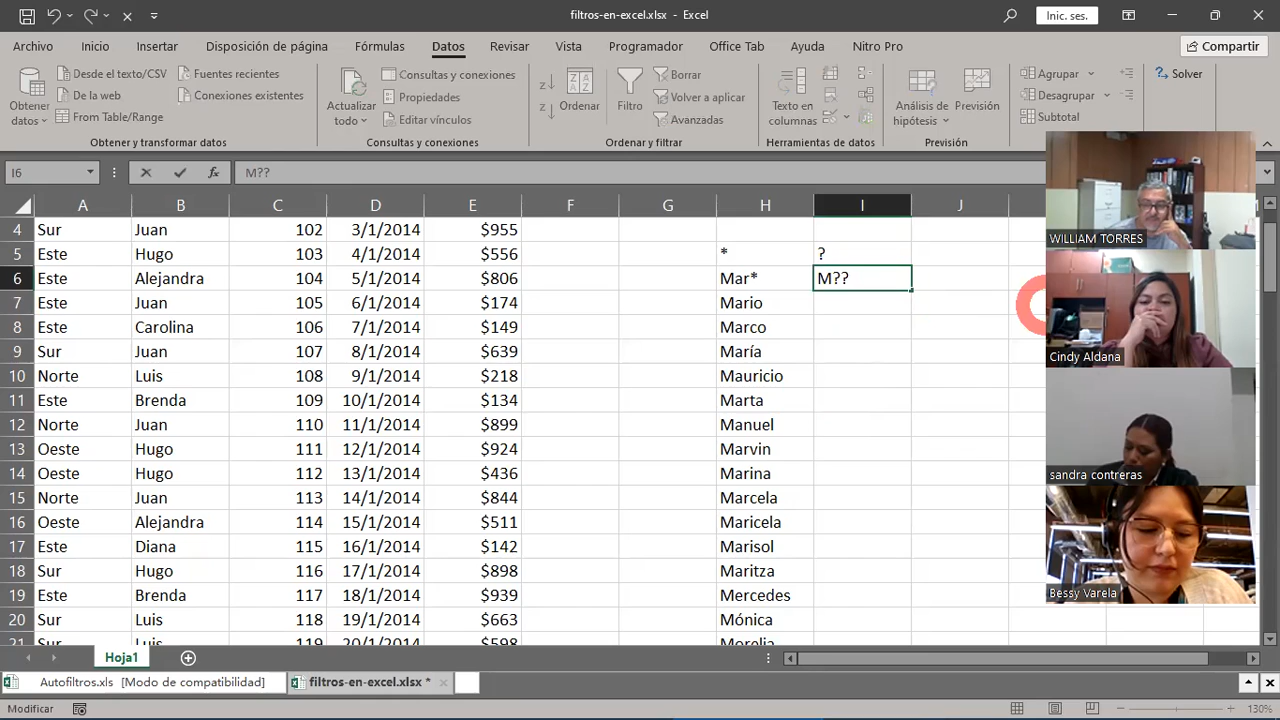 filtros-en-excel.xlsx - Excel
Inic. ses.
Archivo Inicio Insertar Disposición de página Fórmulas Datos Revisar Vista Programador Office Tab Ayuda Nitro Pro
Compartir
Obtener datos
Desde el texto/CSV
De la web
From Table/Range
Fuentes recientes
Conexiones existentes
Obtener y transformar datos
Actualizar todo
Consultas y conexiones
Propiedades
Editar vínculos
Consultas y conexiones
Ordenar
Filtro
Borrar
Volver a aplicar
Avanzadas
Ordenar y filtrar
Texto en columnas
Herramientas de datos
Análisis de hipótesis
Previsión
Previsión
Agrupar
Desagrupar
Subtotal
Solver
I6 M??
A B C D E F G H I J
4 Sur Juan 102 3/1/2014 $955
5 Este Hugo 103 4/1/2014 $556 * ?
6 Este Alejandra 104 5/1/2014 $806 Mar* M??
7 Este Juan 105 6/1/2014 $174 Mario
8 Este Carolina 106 7/1/2014 $149 Marco
9 Sur Juan 107 8/1/2014 $639 María
10 Norte Luis 108 9/1/2014 $218 Mauricio
11 Este Brenda 109 10/1/2014 $144 Marta
12 Norte Juan 110 11/1/2014 $899 Manuel
13 Oeste Hugo 111 12/1/2014 $924 Marvin
14 Oeste Hugo 112 13/1/2014 $436 Marina
15 Norte Juan 113 14/1/2014 $844 Marcela
16 Oeste Alejandra 114 15/1/2014 $511 Maricela
17 Este Diana 115 16/1/2014 $142 Marisol
18 Sur Hugo 116 17/1/2014 $898 Maritza
19 Este Brenda 117 18/1/2014 $939 Mercedes
20 Sur Luis 118 19/1/2014 $663 Mónica
21 Sur Luis 119 20/1/2014 $598 Morelia
WILLIAM TORRES
Cindy Aldana
sandra contreras
Bessy Varela
Hoja1
Autofiltros.xls [Modo de compatibilidad] filtros-en-excel.xlsx *
Modificar
130%